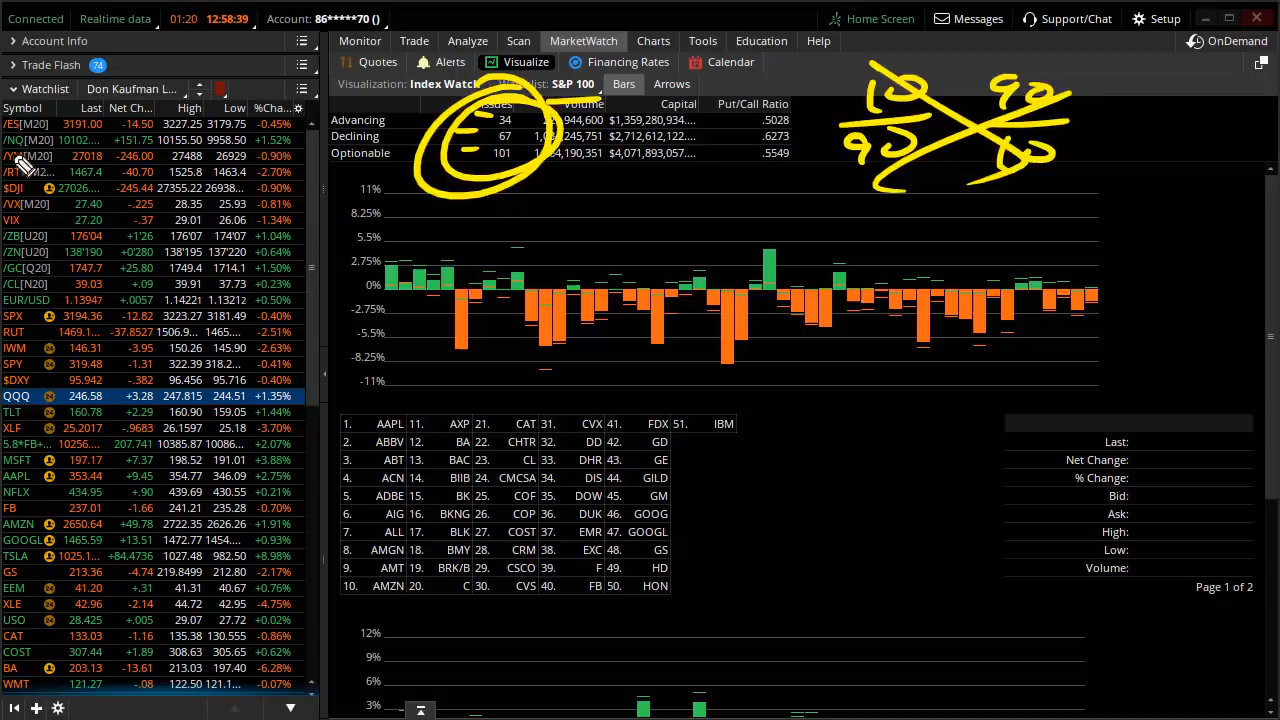 Connected Realtime data 01:20 12:58:39 Account: 86*****70 () Home Screen Messages Support/Chat Setup
Account Info
Trade Flash 74
Watchlist Don Kaufman L...
Monitor Trade Analyze Scan MarketWatch Charts Tools Education Help OnDemand
Quotes Alerts Visualize Financing Rates Calendar
Visualization: Index Watch S&P 100 Bars Arrows
Symbol Last Net Ch... High Low %Cha...
/ES[M20] 3191.00 -14.50 3227.25 3179.75 -0.45%
/NQ[M20] 10102.... +151.75 10155.50 9958.50 +1.52%
/YM[M20] 27018 -246.00 27488 26929 -0.90%
1467.4 -40.70 1525.8 1463.4 -2.70%
$DJI 27026.... -245.44 27355.22 26938... -0.90%
/VX[M20] 27.40 -.225 28.35 25.93 -0.81%
VIX 27.20 -.37 29.01 26.06 -1.34%
/ZB[U20] 176'04 +1'26 176'07 174'07 +1.04%
/ZN[U20] 138'190 +0'280 138'195 137'220 +0.64%
/GC[Q20] 1747.7 +25.80 1749.4 1714.1 +1.50%
/CL[N20] 39.03 +.09 39.91 37.73 +0.23%
EUR/USD 1.13947 +.0057 1.14221 1.13212 +0.50%
SPX 3194.36 -12.82 3223.27 3181.49 -0.40%
RUT 1469.1... -37.8527 1506.9... 1465.... -2.51%
IWM 146.31 -3.95 150.26 145.90 -2.63%
SPY 319.48 -1.31 322.39 318.2... -0.41%
$DXY 95.942 -.382 96.456 95.716 -0.40%
QQQ 246.58 +3.28 247.815 244.51 +1.35%
TLT 160.78 +2.29 160.90 159.05 +1.44%
XLF 25.2017 -.9683 26.1597 25.18 -3.70%
5.8*FB+... 10256.... 207.741 10385.87 10086... +2.07%
MSFT 197.17 +7.37 198.52 191.01 +3.88%
AAPL 353.44 +9.45 354.77 346.09 +2.75%
NFLX 434.95 +.90 439.69 430.55 +0.21%
FB 237.01 -1.66 241.21 235.28 -0.70%
AMZN 2650.64 +49.78 2722.35 2626.26 +1.91%
GOOGL 1465.59 +13.51 1472.77 1454.... +0.93%
TSLA 1025.1... +84.4736 1027.48 982.50 +8.98%
GS 213.36 -4.74 219.8499 212.80 -2.17%
EEM 41.20 +.31 41.31 40.67 +0.76%
XLE 42.96 -2.14 44.72 42.95 -4.75%
USO 28.425 +.005 29.07 27.72 +0.02%
CAT 133.03 -1.16 135.38 130.555 -0.86%
COST 307.44 +1.89 308.65 305.65 +0.62%
BA 203.13 -13.61 213.03 197.40 -6.28%
WMT 121.27 -.08 122.50 121.1... -0.07%
Issues Volume Capital Put/Call Ratio
Advancing 34 $1,359,280,934.... .5028
Declining 67 $2,712,612,122.... .6273
Optionable 101 $4,071,893,057.... .5549
10 90
90 10
11%
8.25%
5.5%
2.75%
0%
-2.75%
-5.5%
-8.25%
-11%
1. AAPL 11. AXP 21. CAT 31. CVX 41. FDX 51. IBM
2. ABBV 12. BA 22. CHTR 32. DD 42. GD
3. ABT 13. BAC 23. CL 33. DHR 43. GE
4. ACN 14. BIIB 24. CMCSA 34. DIS 44. GILD
5. ADBE 15. BK 25. COF 35. DOW 45. GM
6. AIG 16. BKNG 26. COP 36. DUK 46. GOOG
7. ALL 17. BLK 27. COST 37. EMR 47. GOOGL
8. AMGN 18. BMY 28. CRM 38. EXC 48. GS
9. AMT 19. BRK/B 29. CSCO 39. F 49. HD
10. AMZN 20. C 30. CVS 40. FB 50. HON
Last:
Net Change:
% Change:
Bid:
Ask:
High:
Low:
Volume:
Page 1 of 2
12%
9%
6%
3%